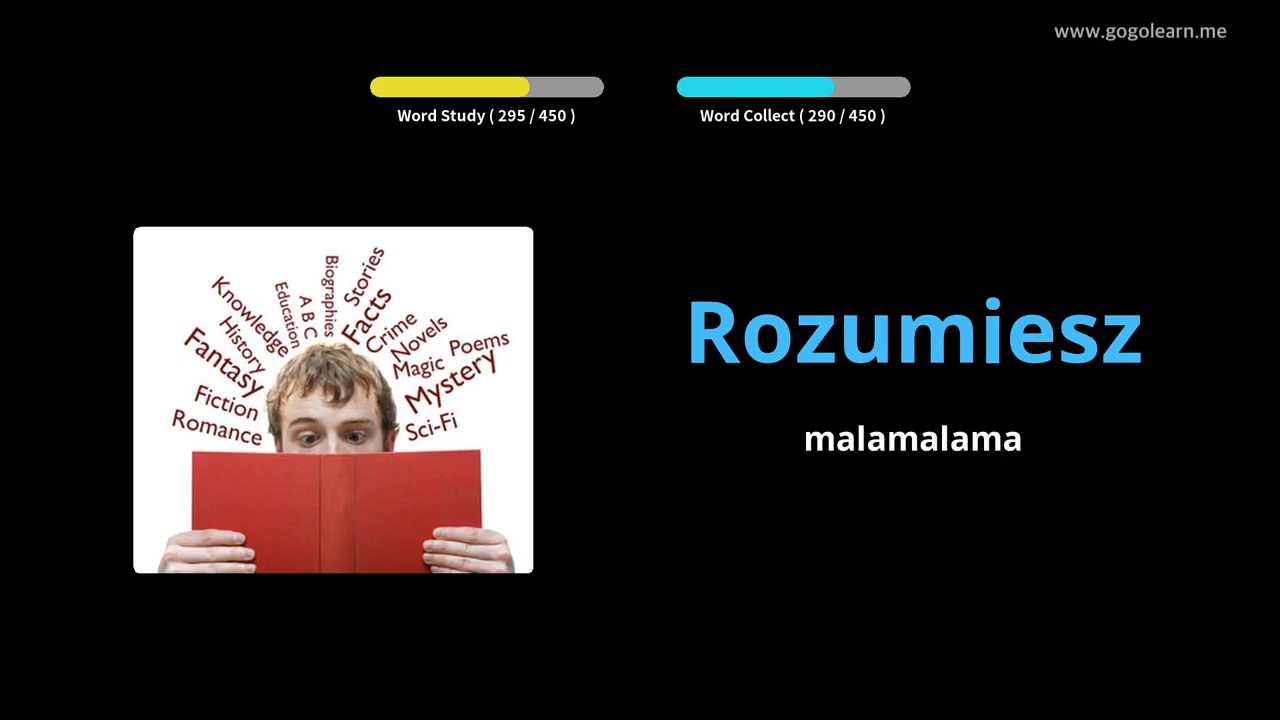 www.gogolearn.me
Word Study ( 295 / 450 )
Word Collect ( 290 / 450 )
Rozumiesz
malamalama
Knowledge
History
Fantasy
Fiction
Romance
Education
A B C
Biographies
Stories
Facts
Crime
Novels
Magic
Poems
Mystery
Sci-Fi